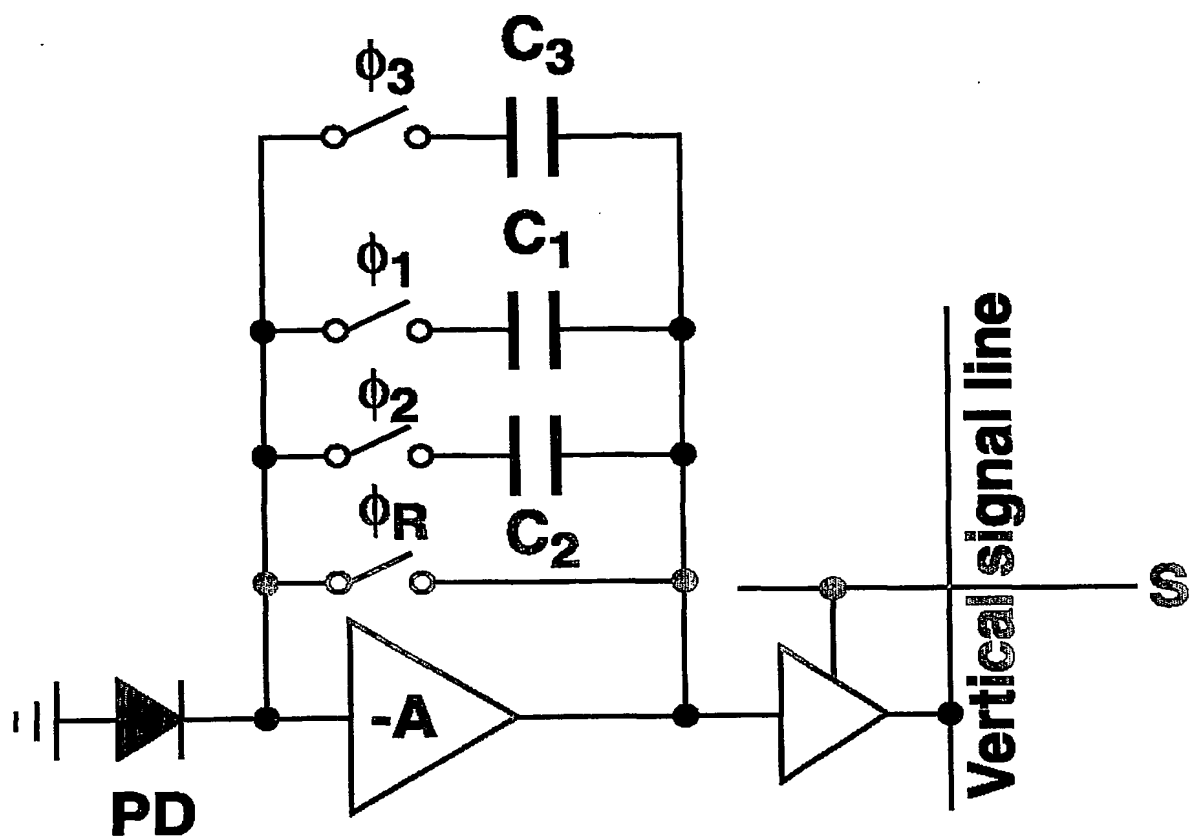 C3
ϕ3
C1
ϕ1
ϕ2
C2
ϕR
Vertical signal line
S
-A
PD